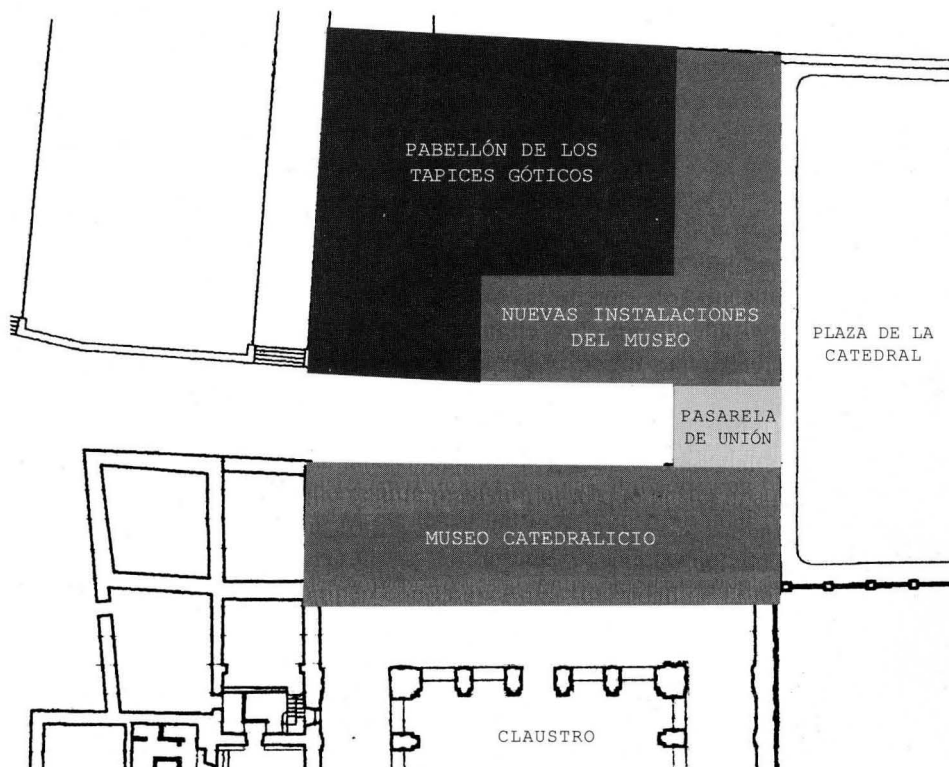 PABELLÓN DE LOS
TAPICES GÓTICOS
NUEVAS INSTALACIONES
DEL MUSEO
PLAZA DE LA
CATEDRAL
PASARELA
DE UNIÓN
MUSEO CATEDRALICIO
CLAUSTRO